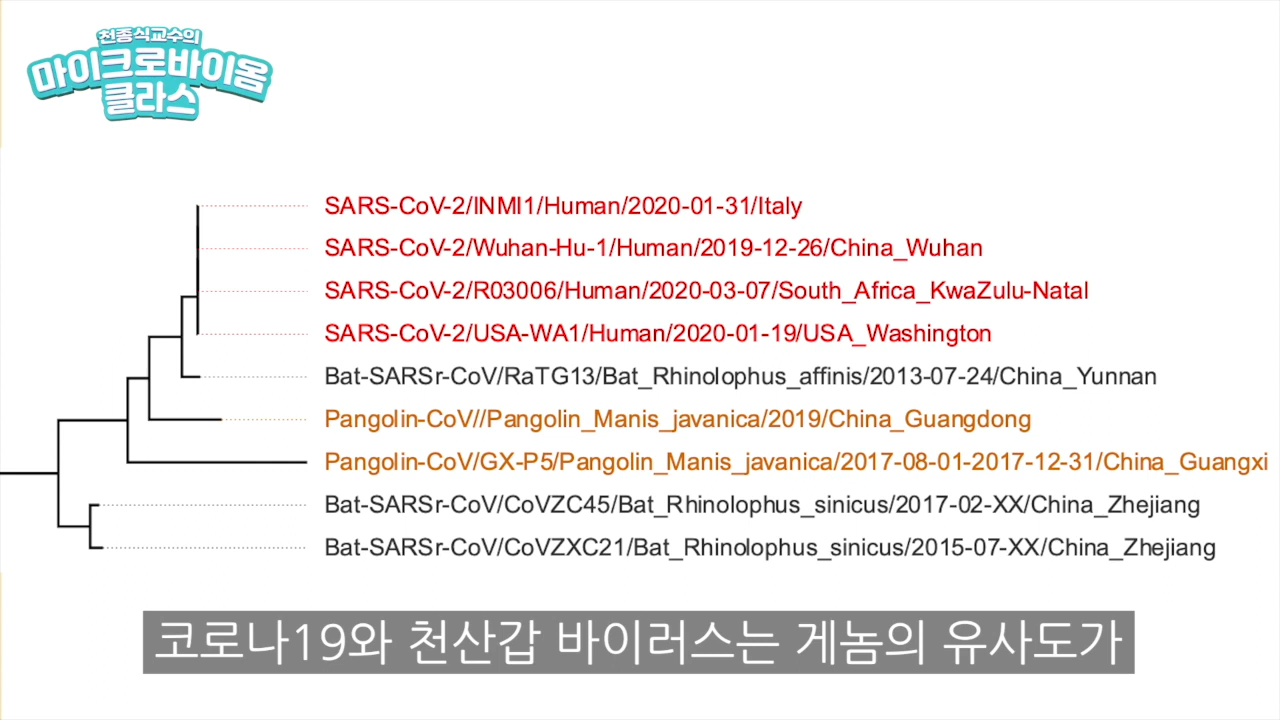 천종식교수의
마이크로바이옴
클라스
SARS-CoV-2/INMI1/Human/2020-01-31/Italy
SARS-CoV-2/Wuhan-Hu-1/Human/2019-12-26/China_Wuhan
SARS-CoV-2/R03006/Human/2020-03-07/South_Africa_KwaZulu-Natal
SARS-CoV-2/USA-WA1/Human/2020-01-19/USA_Washington
Bat-SARSr-CoV/RaTG13/Bat_Rhinolophus_affinis/2013-07-24/China_Yunnan
Pangolin-CoV//Pangolin_Manis_javanica/2019/China_Guangdong
Pangolin-CoV/GX-P5/Pangolin_Manis_javanica/2017-08-01-2017-12-31/China_Guangxi
Bat-SARSr-CoV/CoVZC45/Bat_Rhinolophus_sinicus/2017-02-XX/China_Zhejiang
Bat-SARSr-CoV/CoVZXC21/Bat_Rhinolophus_sinicus/2015-07-XX/China_Zhejiang
코로나19와 천산갑 바이러스는 게놈의 유사도가